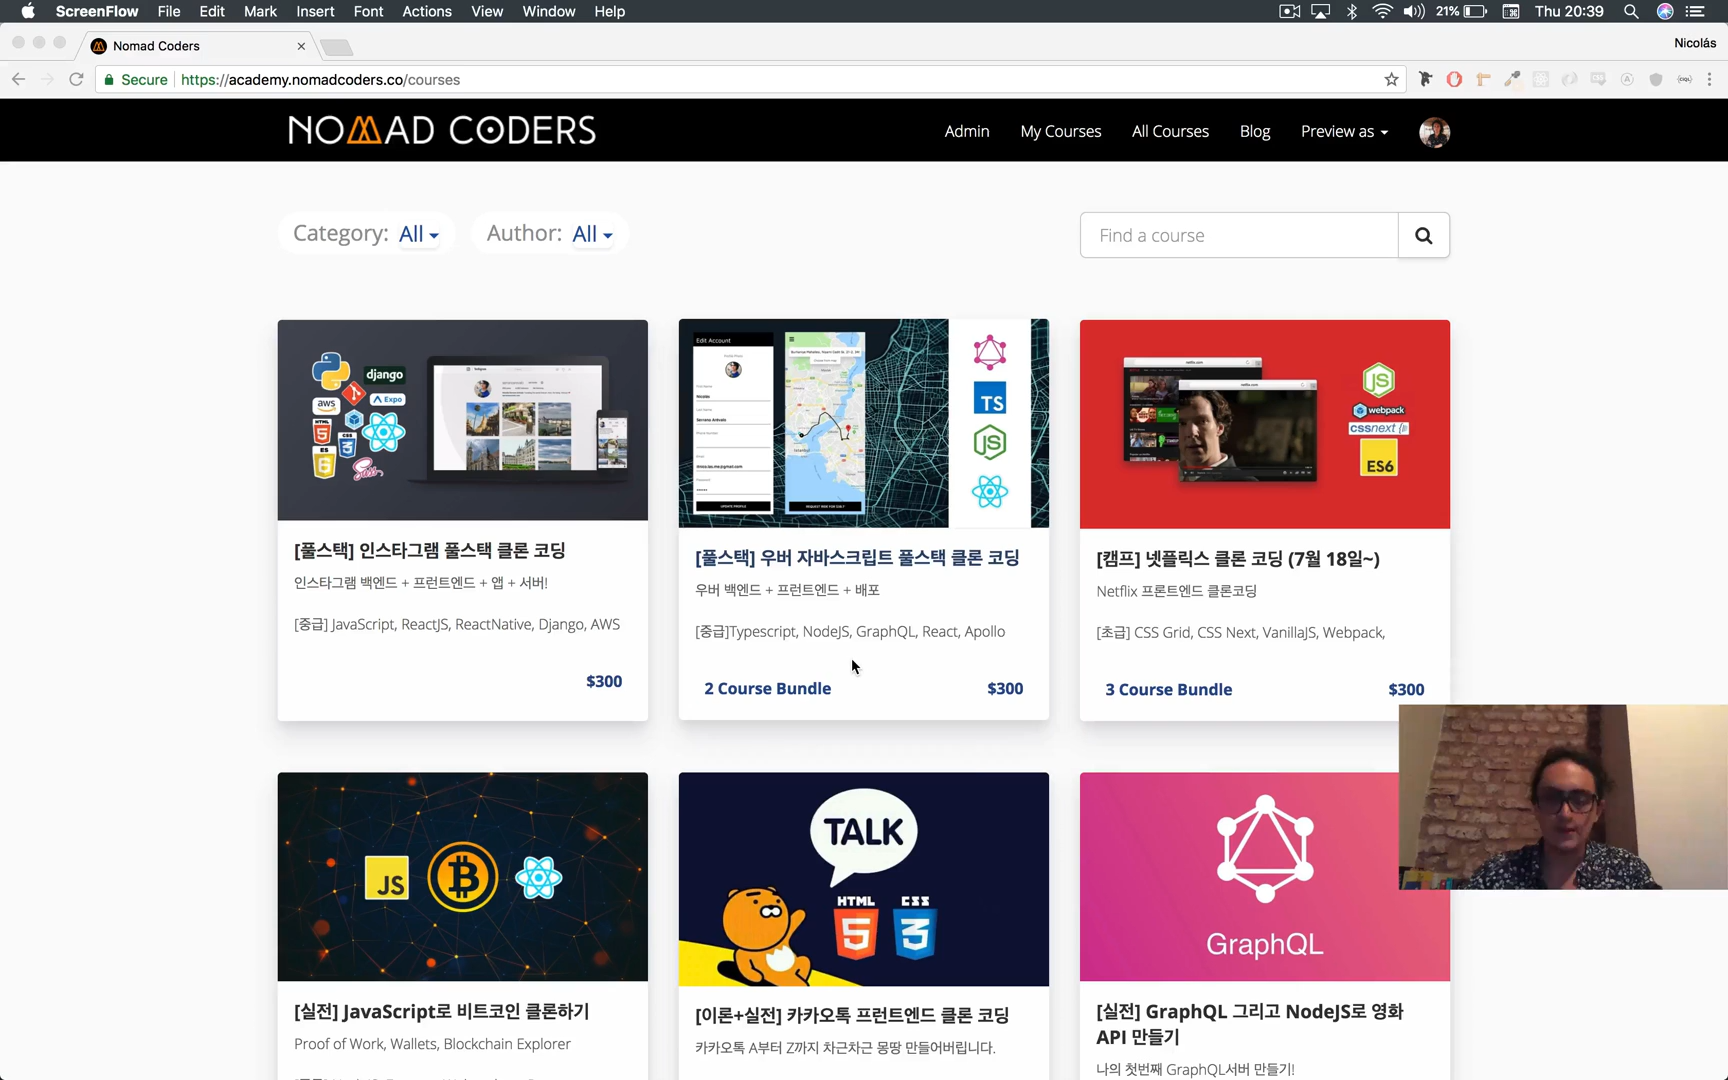 ScreenFlow File Edit Mark Insert Font Actions View Window Help 21% Thu 20:39
Nomad Coders
Nicolás
Secure https://academy.nomadcoders.co/courses
NOMAD CODERS Admin My Courses All Courses Blog Preview as
Category: All Author: All Find a course
django
aws
Expo
HTML
CSS
ES
Sass
Edit Account
UPDATE PROFILE
TS
JS
webpack
cssnext
ES6
[풀스택] 인스타그램 풀스택 클론 코딩
인스타그램 백엔드 + 프런트엔드 + 앱 + 서버!
[중급] JavaScript, ReactJS, ReactNative, Django, AWS
$300
[풀스택] 우버 자바스크립트 풀스택 클론 코딩
우버 백엔드 + 프런트엔드 + 배포
[중급]Typescript, NodeJS, GraphQL, React, Apollo
2 Course Bundle $300
[캠프] 넷플릭스 클론 코딩 (7월 18일~)
Netflix 프론트엔드 클론코딩
[초급] CSS Grid, CSS Next, VanillaJS, Webpack,
3 Course Bundle $300
JS
[실전] JavaScript로 비트코인 클론하기
Proof of Work, Wallets, Blockchain Explorer
TALK
HTML CSS
5 3
[이론+실전] 카카오톡 프런트엔드 클론 코딩
카카오톡 A부터 Z까지 차근차근 몽땅 만들어버립니다.
GraphQL
[실전] GraphQL 그리고 NodeJS로 영화
API 만들기
나의 첫번째 GraphQL서버 만들기!